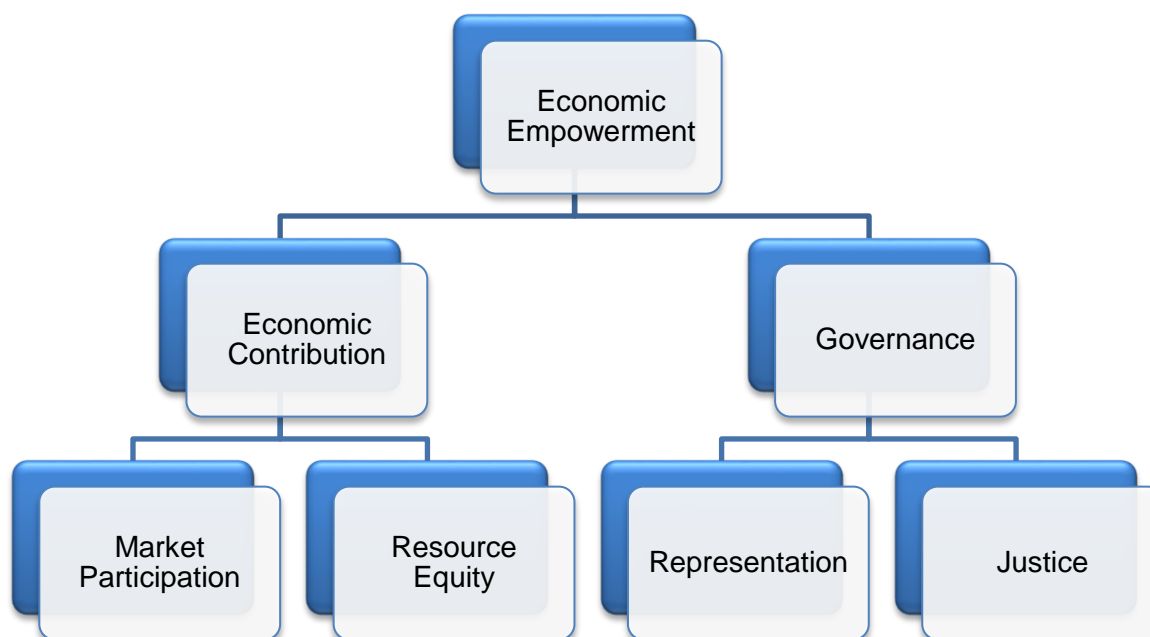 Economic
Empowerment
Economic
Contribution
Governance
Market
Participation
Resource
Equity
Representation
Justice